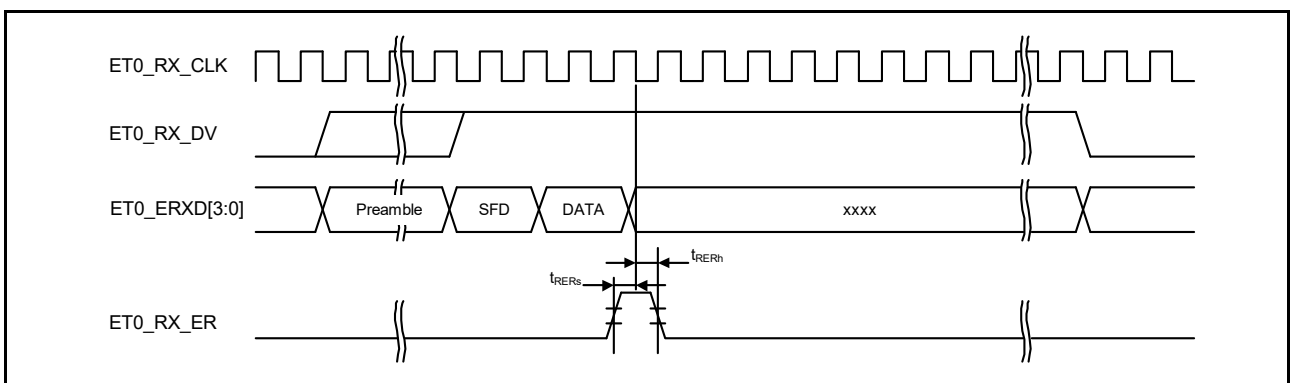 ET0_RX_CLK
ET0_RX_DV
ET0_ERXD[3:0]
Preamble SFD DATA xxxx
tRERh
tRERs
ET0_RX_ER